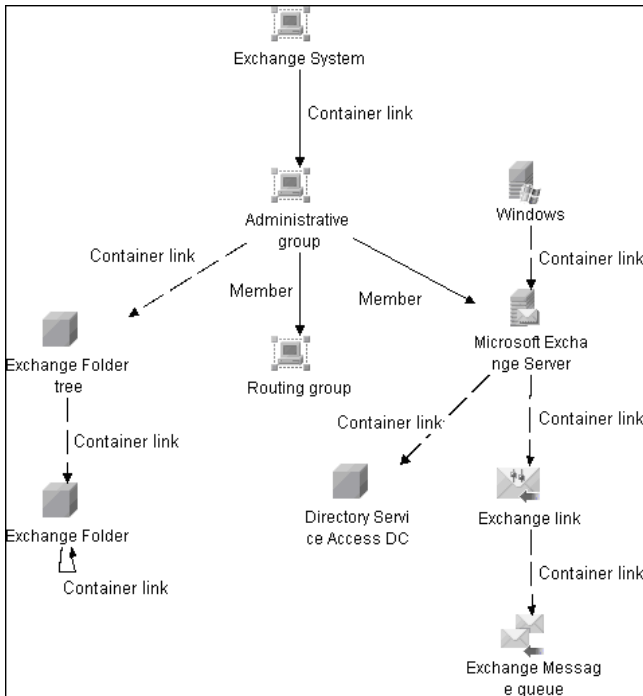 Exchange System
Container link
Administrative
group
Windows
Container link
Container link
Member
Member
Exchange Folder
tree
Routing group
Microsoft Excha
nge Server
Container link
Container link
Container link
Exchange Folder
Directory Servi
ce Access DC
Exchange link
Container link
Container link
Exchange Messag
e queue